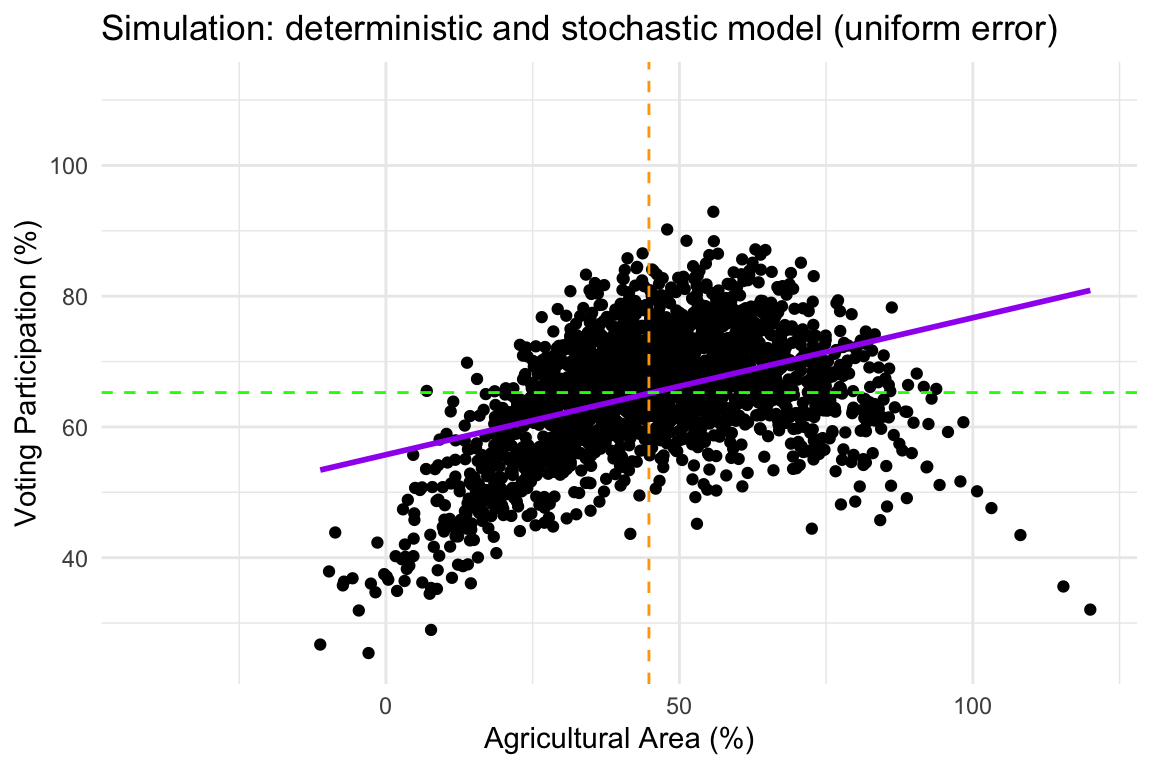 Simulation: deterministic and stochastic model (uniform error)
Voting Participation (%)
100
80
60
40
0
50
100
Agricultural Area (%)